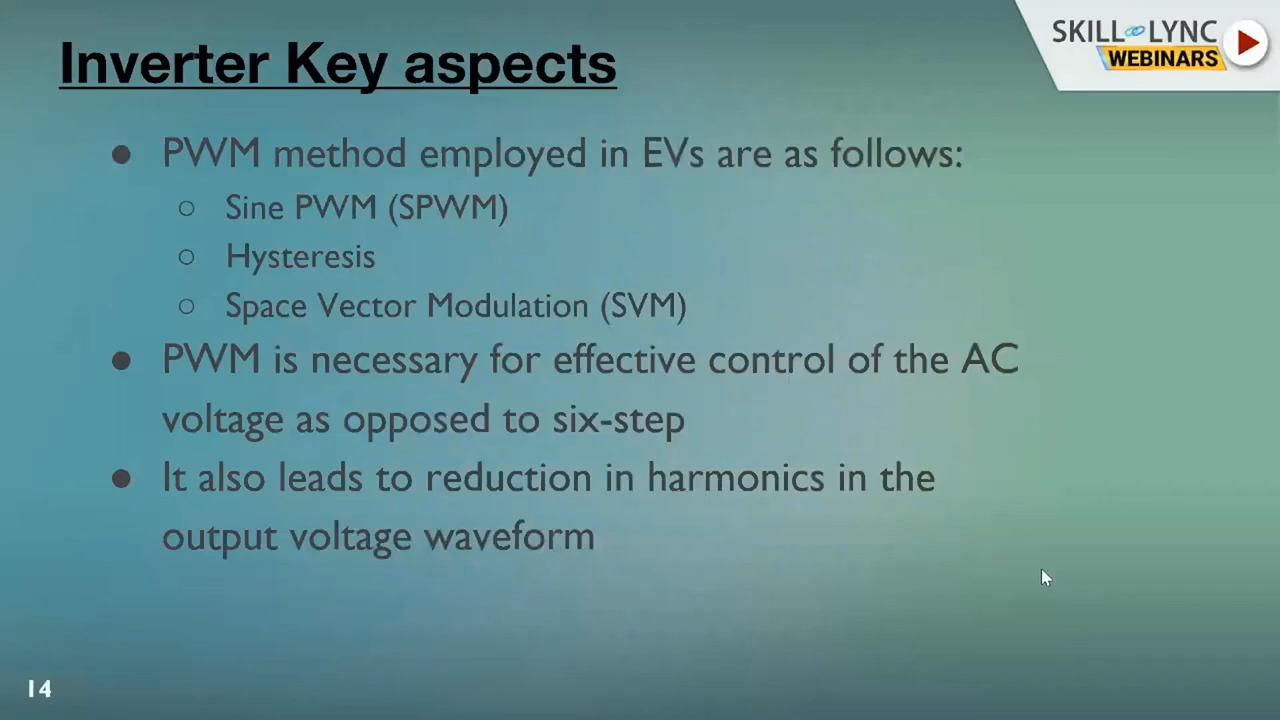 Inverter Key aspects
SKILL LYNC
WEBINARS
● PWM method employed in EVs are as follows:
○ Sine PWM (SPWM)
○ Hysteresis
○ Space Vector Modulation (SVM)
● PWM is necessary for effective control of the AC
voltage as opposed to six-step
● It also leads to reduction in harmonics in the
output voltage waveform
14